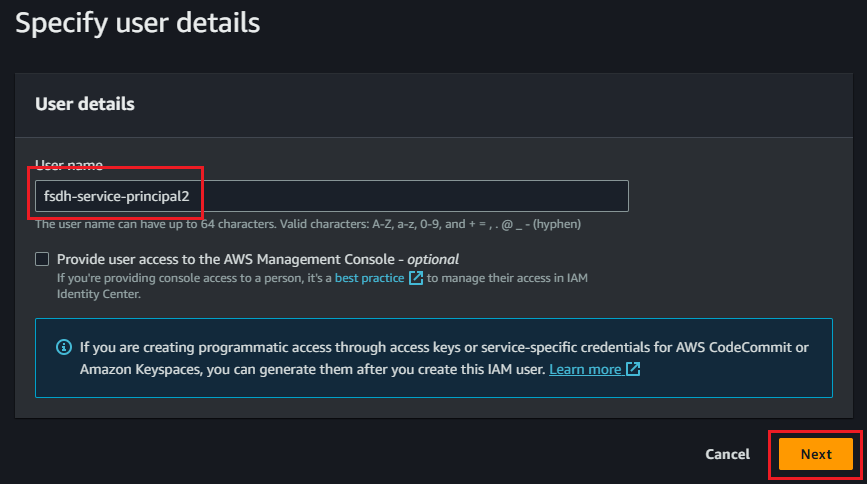 Specify user details
User details
User name
fsdh-service-principal2
The user name can have up to 64 characters. Valid characters: A-Z, a-z, 0-9, and + = , . @ _ - (hyphen)
Provide user access to the AWS Management Console - optional
If you're providing console access to a person, it's a best practice to manage their access in IAM
Identity Center.
If you are creating programmatic access through access keys or service-specific credentials for AWS CodeCommit or
Amazon Keyspaces, you can generate them after you create this IAM user. Learn more
Cancel
Next